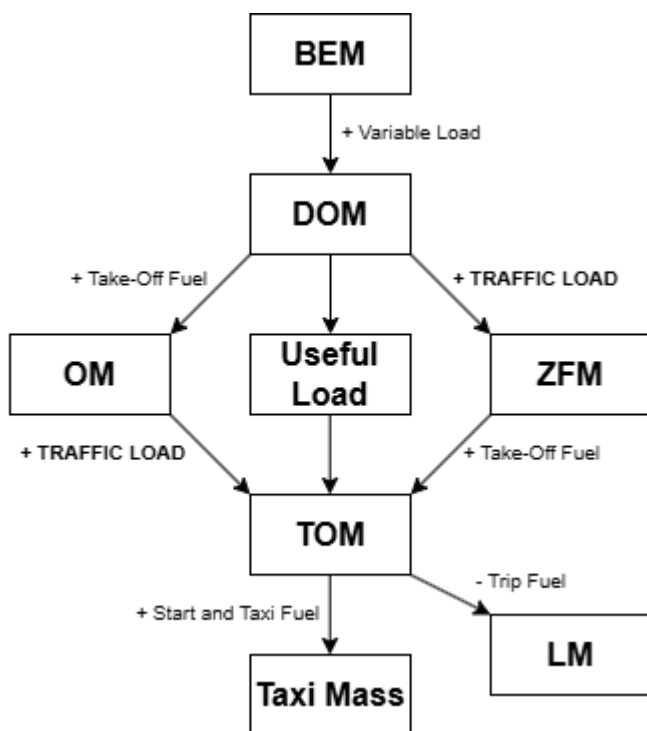 BEM
+ Variable Load
DOM
+ Take-Off Fuel
+ TRAFFIC LOAD
OM
Useful
Load
ZFM
+ TRAFFIC LOAD
+ Take-Off Fuel
TOM
- Trip Fuel
+ Start and Taxi Fuel
LM
Taxi Mass